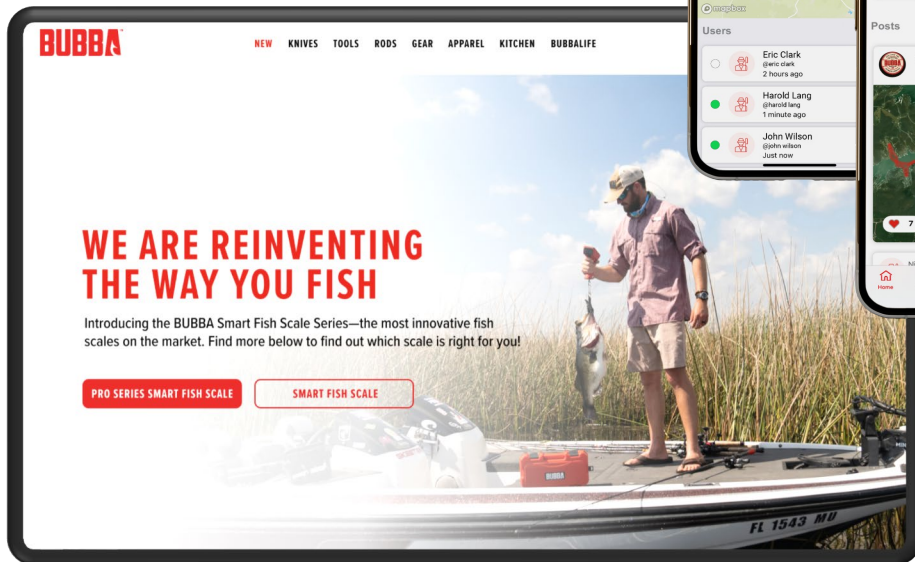 BUBBA
NEW KNIVES TOOLS RODS GEAR APPAREL KITCHEN BUBBALIFE
WE ARE REINVENTING
THE WAY YOU FISH
Introducing the BUBBA Smart Fish Scale Series—the most innovative fish
scales on the market. Find more below to find out which scale is right for you!
PRO SERIES SMART FISH SCALE
SMART FISH SCALE
BUBBA
FL 1543 MU
mapbox
Users
Eric Clark
@eric clark
2 hours ago
Harold Lang
@harold lang
1 minute ago
John Wilson
@john wilson
Just now
Posts
BUBBA
7
Home